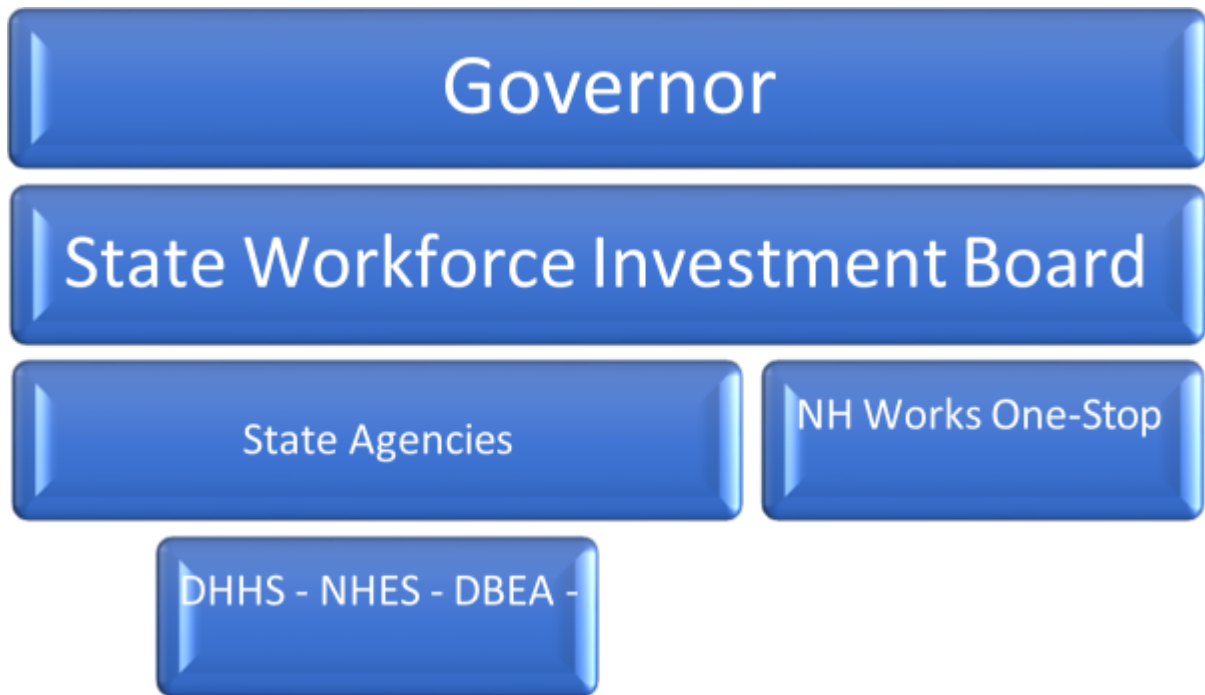 Governor
State Workforce Investment Board
State Agencies
NH Works One-Stop
DHHS - NHES - DBEA -